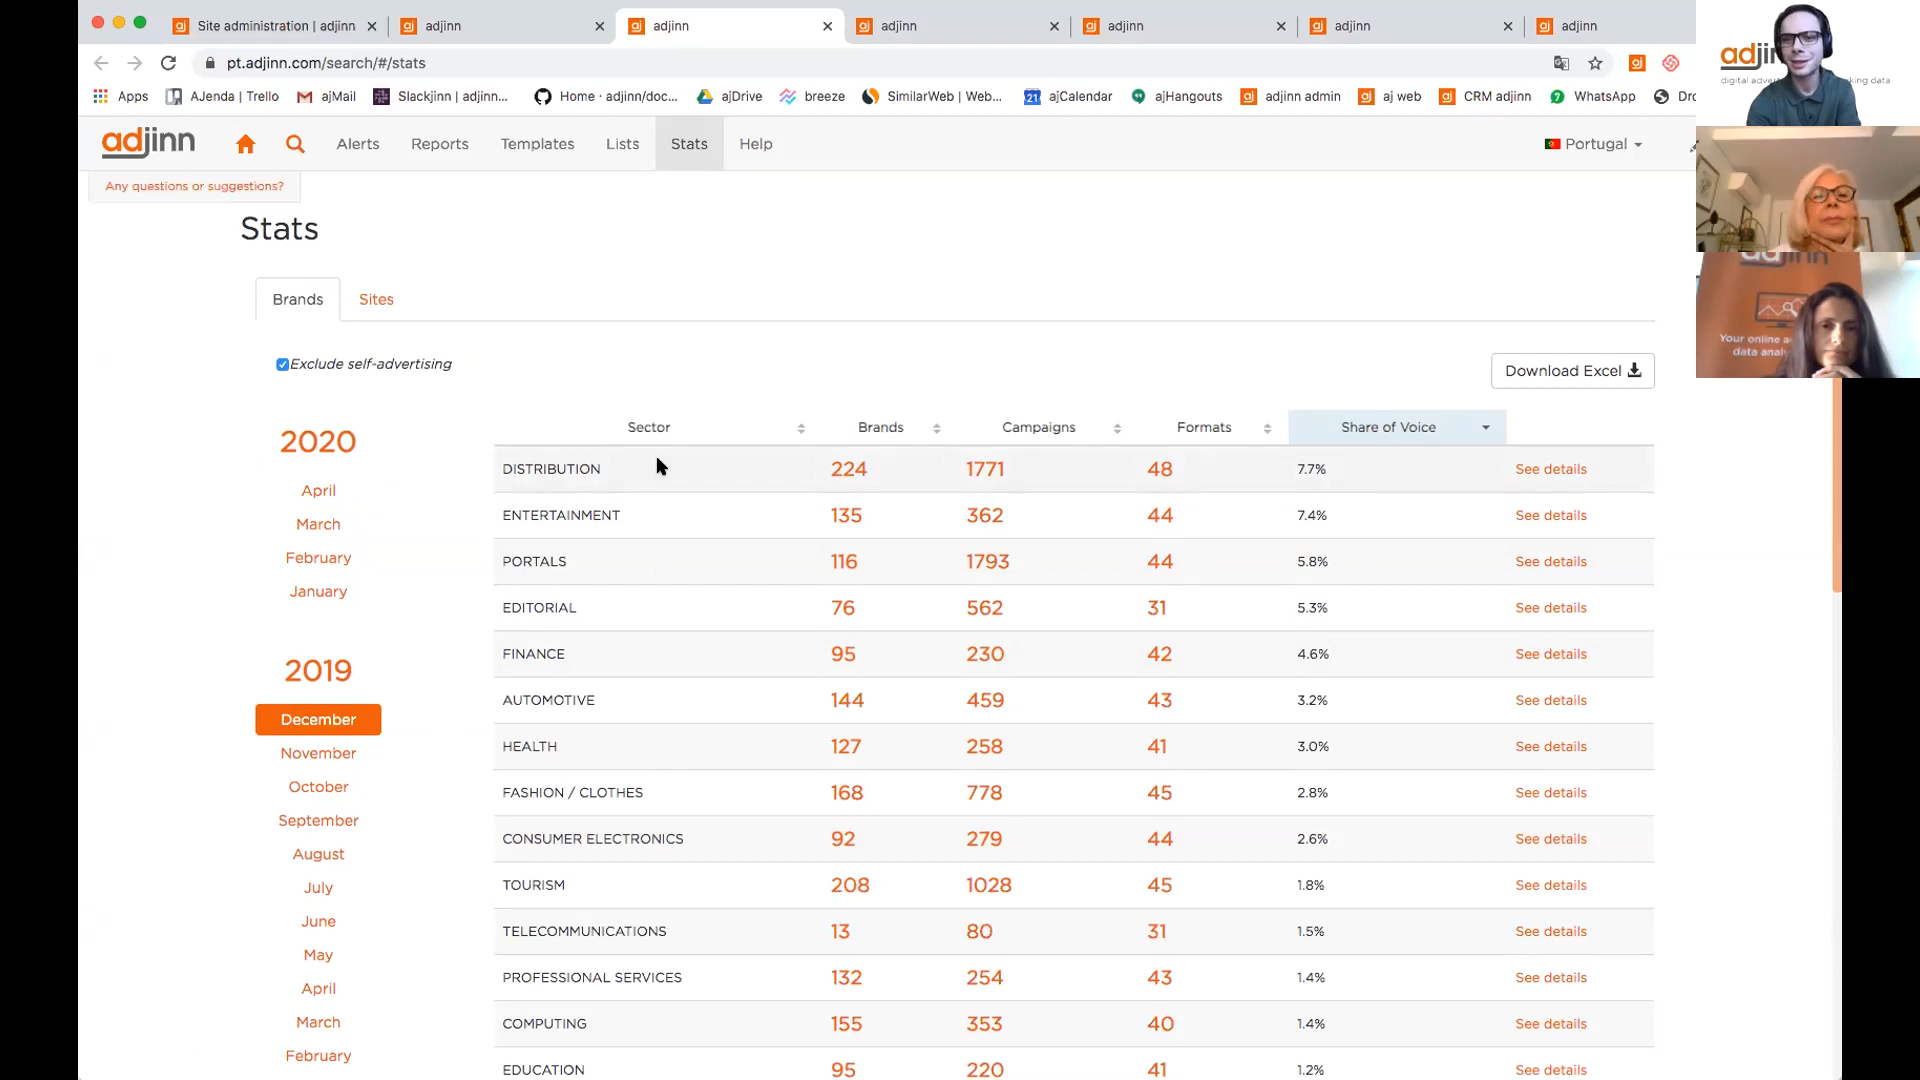 Site administration | adjinn
adjinn
adjinn
adjinn
adjinn
adjinn
adjinn
pt.adjinn.com/search/#/stats
Apps
AJenda | Trello
ajMail
Slackjinn | adjinn...
Home · adjinn/doc...
ajDrive
breeze
SimilarWeb | Web...
21
ajCalendar
ajHangouts
adjinn admin
aj web
CRM adjinn
7
WhatsApp
adjinn
Alerts
Reports
Templates
Lists
Stats
Help
Portugal
Any questions or suggestions?
Stats
Brands
Sites
Exclude self-advertising
Download Excel
Sector Brands Campaigns Formats Share of Voice
DISTRIBUTION 224 1771 48 7.7% See details
ENTERTAINMENT 135 362 44 7.4% See details
PORTALS 116 1793 44 5.8% See details
EDITORIAL 76 562 31 5.3% See details
FINANCE 95 230 42 4.6% See details
AUTOMOTIVE 144 459 43 3.2% See details
HEALTH 127 258 41 3.0% See details
FASHION / CLOTHES 168 778 45 2.8% See details
CONSUMER ELECTRONICS 92 279 44 2.6% See details
TOURISM 208 1028 45 1.8% See details
TELECOMMUNICATIONS 13 80 31 1.5% See details
PROFESSIONAL SERVICES 132 254 43 1.4% See details
COMPUTING 155 353 40 1.4% See details
EDUCATION 95 220 41 1.2% See details
2020
April
March
February
January
2019
December
November
October
September
August
July
June
May
April
March
February
Your online